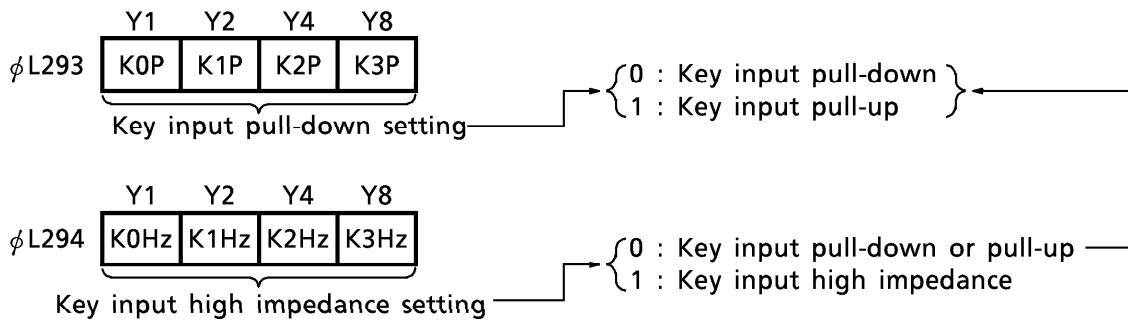 Y1 Y2 Y4 Y8
ϕL293 K0P K1P K2P K3P
0 : Key input pull-down
1 : Key input pull-up
Key input pull-down setting
Y1 Y2 Y4 Y8
ϕL294 K0Hz K1Hz K2Hz K3Hz
0 : Key input pull-down or pull-up
1 : Key input high impedance
Key input high impedance setting